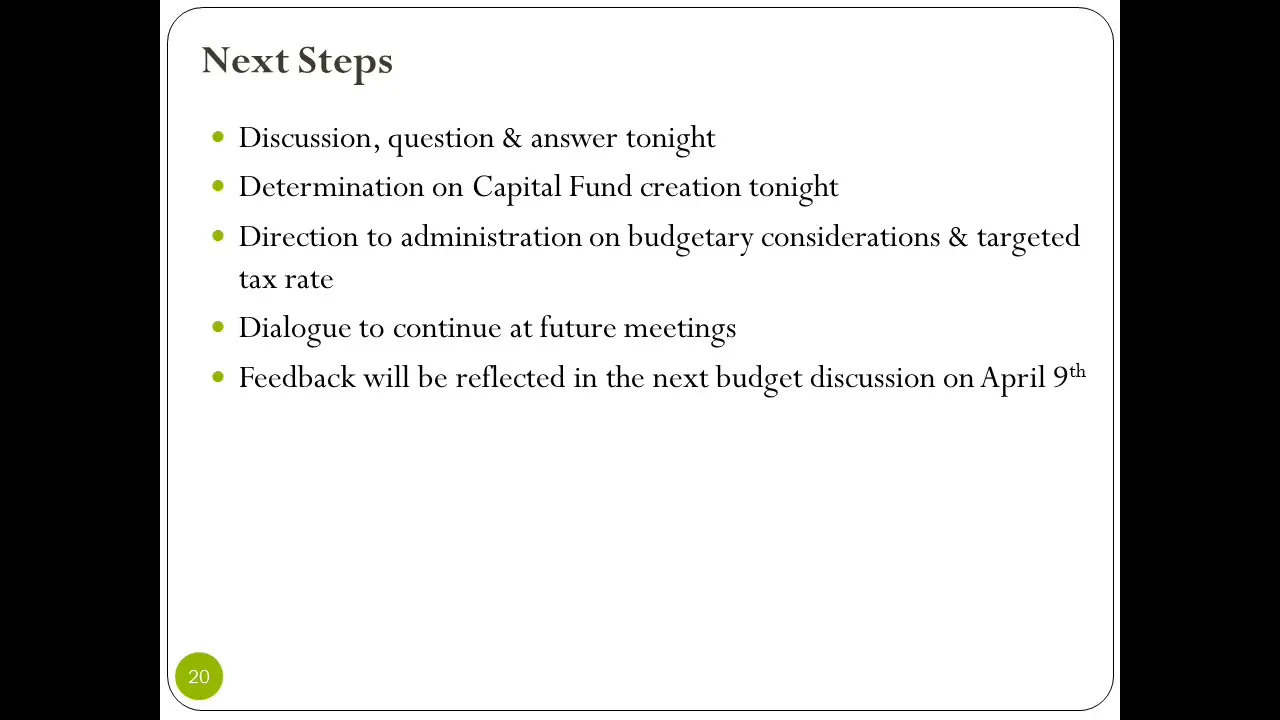 Next Steps
Discussion, question & answer tonight
Determination on Capital Fund creation tonight
Direction to administration on budgetary considerations & targeted
tax rate
Dialogue to continue at future meetings
Feedback will be reflected in the next budget discussion on April 9th
20